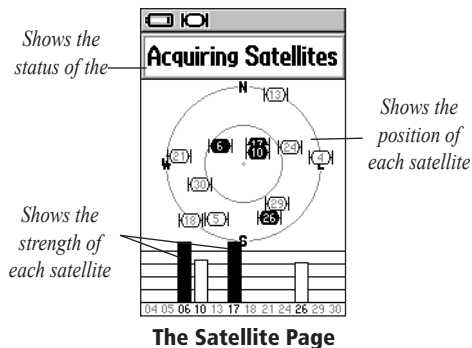 Shows the
status of the
Acquiring Satellites
N
13
6
17
10
24
21
4
W
E
30
29
18
5
26
S
Shows the
position of
each satellite
Shows the
strength of
each satellite
04 05 06 10 13 17 18 21 24 26 29 30
The Satellite Page